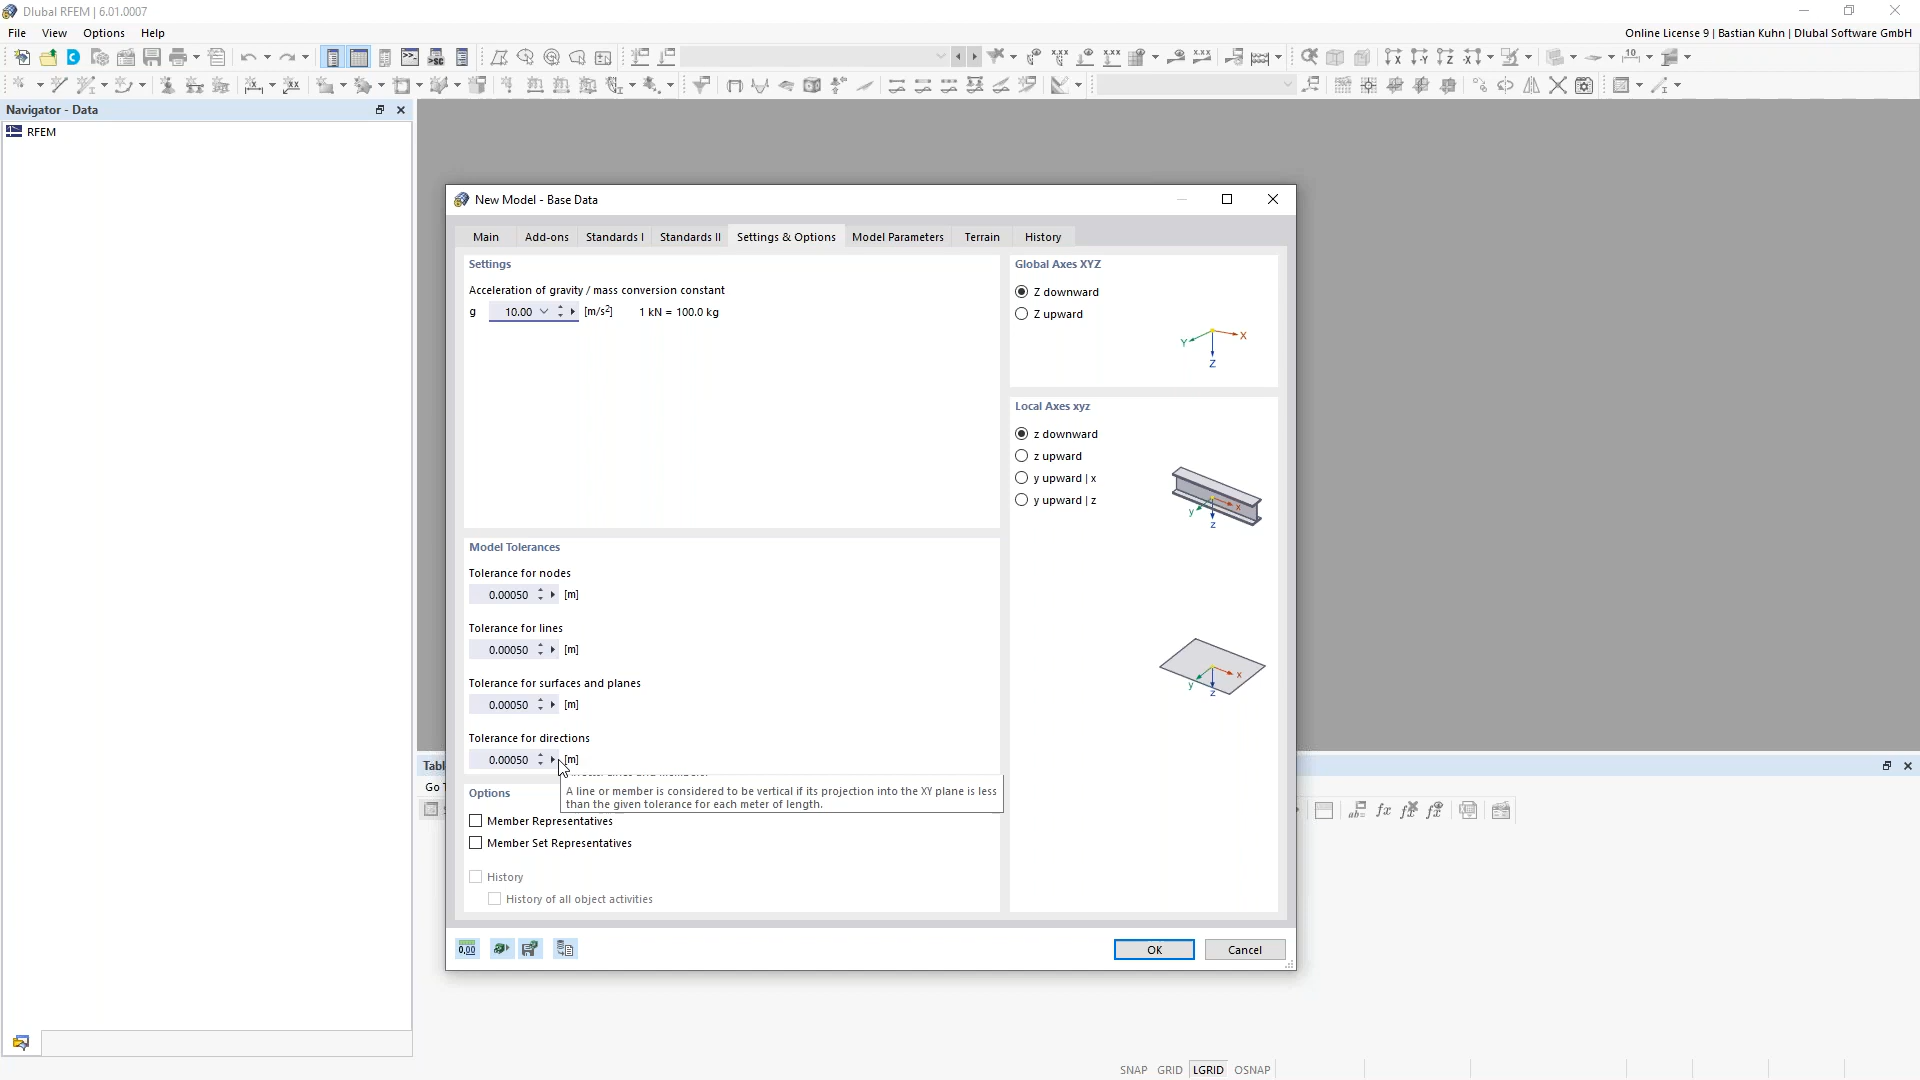 Dlubal RFEM | 6.01.0007
File View Options Help
Online License 9 | Bastian Kuhn | Dlubal Software GmbH
Navigator - Data
RFEM
New Model - Base Data
Main Add-ons Standards I Standards II Settings & Options Model Parameters Terrain History
Settings
Acceleration of gravity / mass conversion constant
g 10.00 [m/s²] 1 kN = 100.0 kg
Model Tolerances
Tolerance for nodes
0.00050 [m]
Tolerance for lines
0.00050 [m]
Tolerance for surfaces and planes
0.00050 [m]
Tolerance for directions
0.00050 [m]
A line or member is considered to be vertical if its projection into the XY plane is less
than the given tolerance for each meter of length.
Options
Member Representatives
Member Set Representatives
History
History of all object activities
Global Axes XYZ
Z downward
Z upward
X
Y
Z
Local Axes xyz
z downward
z upward
y upward | x
y upward | z
x
y
z
x
y
z
0,00
OK Cancel
Tabl
Go T
SNAP GRID LGRID OSNAP